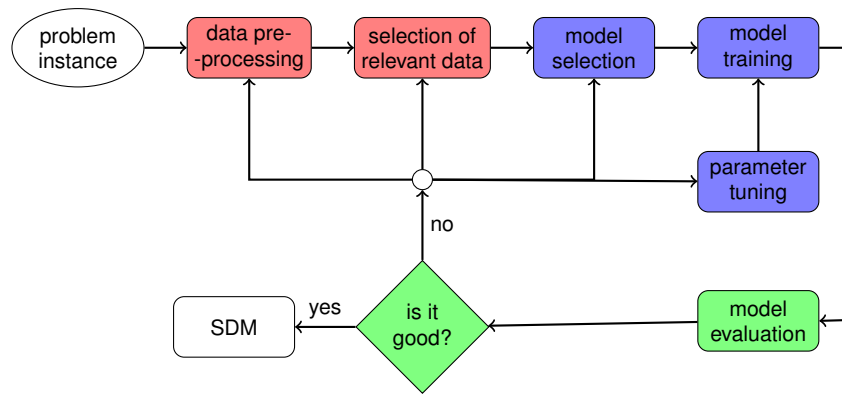 problem
instance
data pre-
-processing
selection of
relevant data
model
selection
model
training
parameter
tuning
no
yes
SDM
is it
good?
model
evaluation